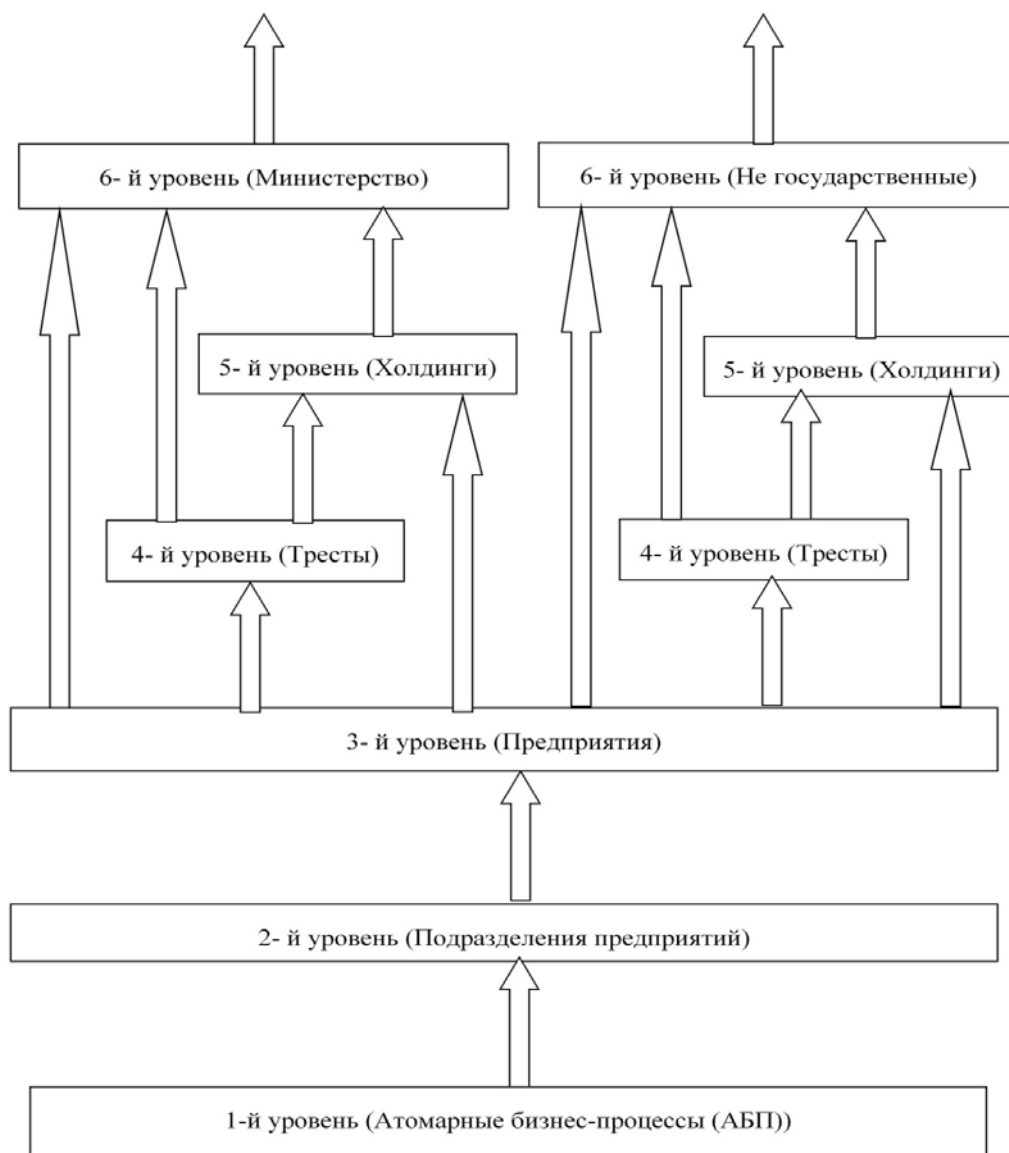 6- й уровень (Министерство)
6- й уровень (Не государственные)
5- й уровень (Холдинги)
5- й уровень (Холдинги)
4- й уровень (Тресты)
4- й уровень (Тресты)
3- й уровень (Предприятия)
2- й уровень (Подразделения предприятий)
1-й уровень (Атомарные бизнес-процессы (АБП))